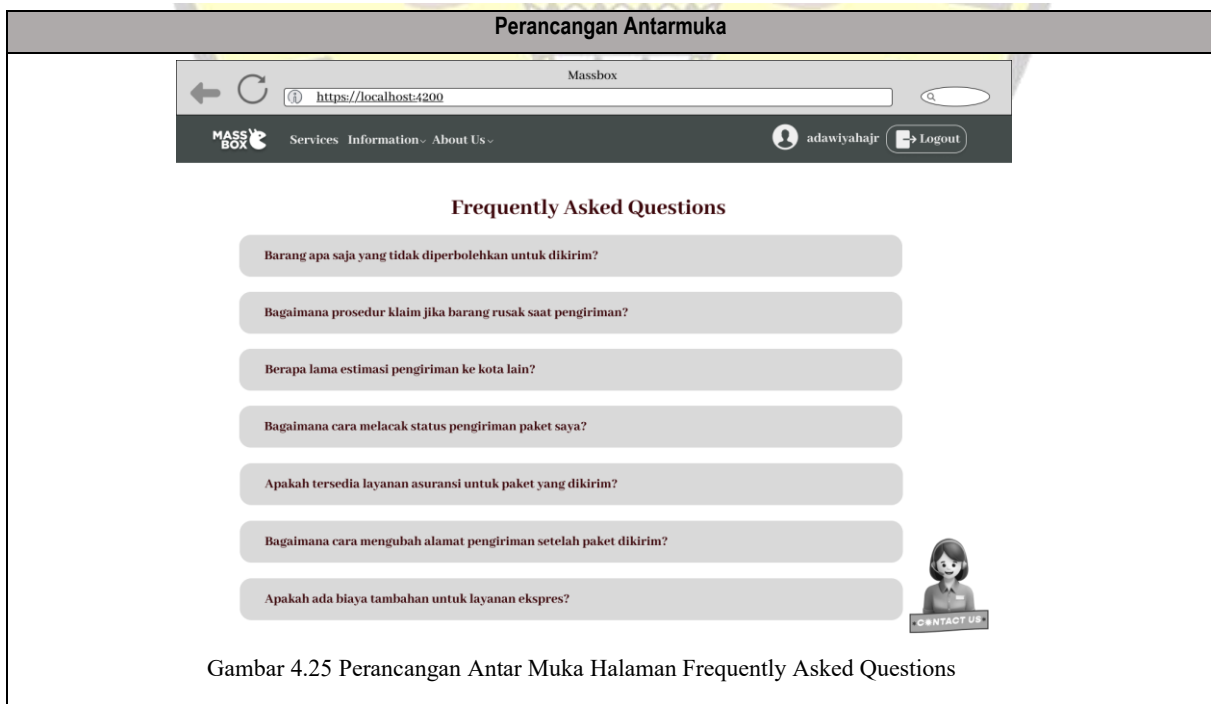 Perancangan Antarmuka
Massbox
https://localhost:4200
MASS
BOX
Services Information About Us
adawiyahajr
Logout
Frequently Asked Questions
Barang apa saja yang tidak diperbolehkan untuk dikirim?
Bagaimana prosedur klaim jika barang rusak saat pengiriman?
Berapa lama estimasi pengiriman ke kota lain?
Bagaimana cara melacak status pengiriman paket saya?
Apakah tersedia layanan asuransi untuk paket yang dikirim?
Bagaimana cara mengubah alamat pengiriman setelah paket dikirim?
Apakah ada biaya tambahan untuk layanan ekspres?
CONTACT US
Gambar 4.25 Perancangan Antar Muka Halaman Frequently Asked Questions